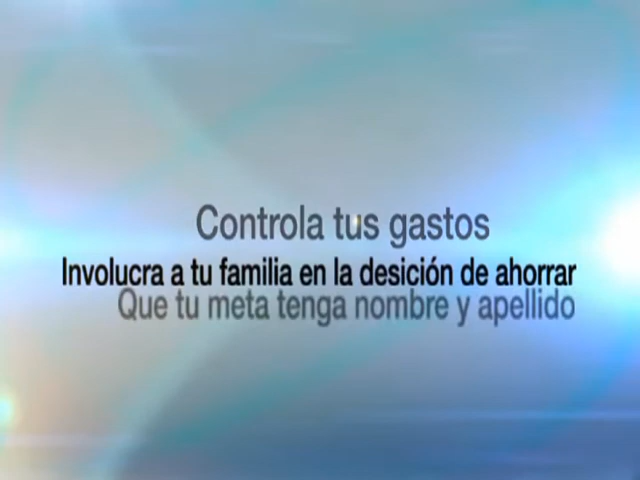 Controla tus gastos
Involucra a tu familia en la desición de ahorrar
Que tu meta tenga nombre y apellido